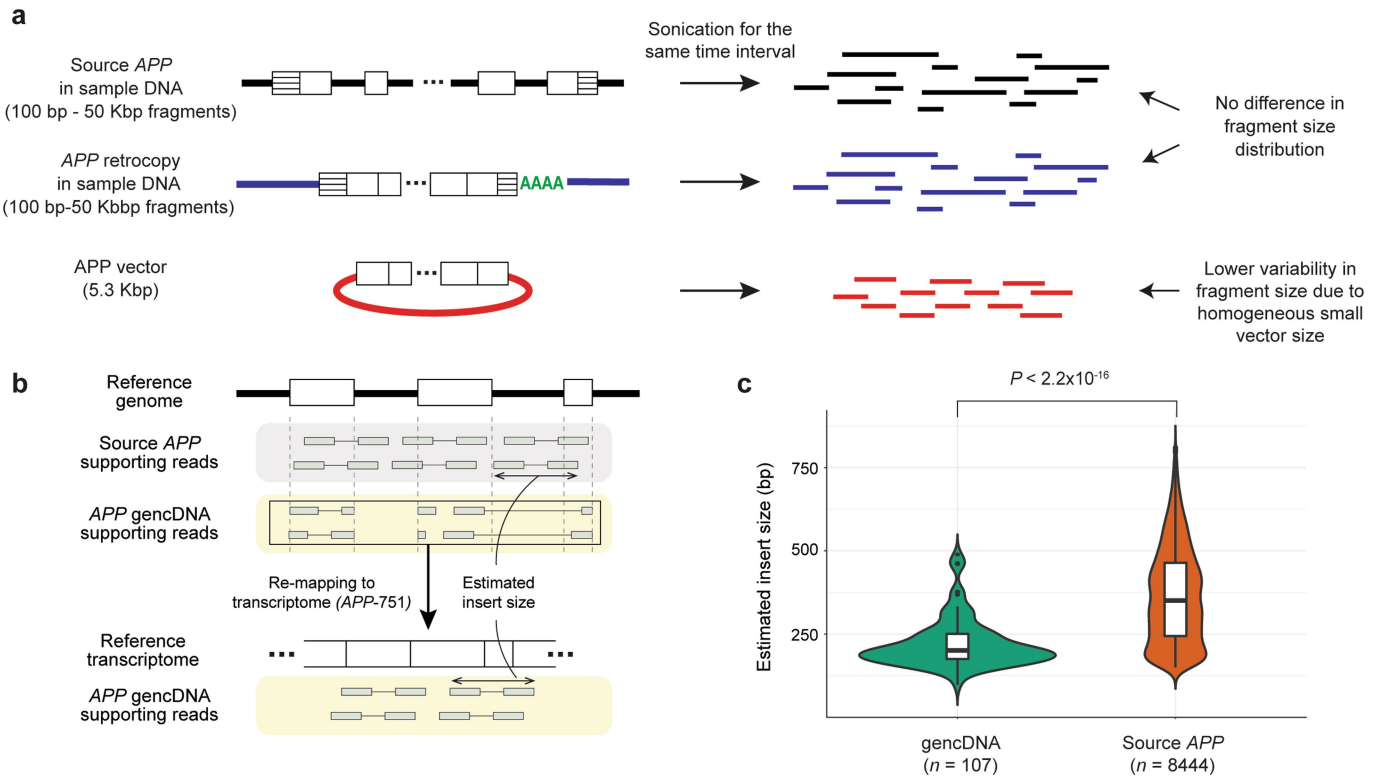 a
Sonication for the
same time interval
Source APP
in sample DNA
(100 bp - 50 Kbp fragments)
No difference in
fragment size
distribution
APP retrocopy
in sample DNA
(100 bp-50 Kbbp fragments)
AAAA
APP vector
(5.3 Kbp)
Lower variability in
fragment size due to
homogeneous small
vector size
b
Reference
genome
Source APP
supporting reads
APP gencDNA
supporting reads
Re-mapping to
transcriptome (APP-751)
Estimated
insert size
Reference
transcriptome
APP gencDNA
supporting reads
c
P < 2.2x10-16
Estimated insert size (bp)
750
500
250
gencDNA
(n = 107)
Source APP
(n = 8444)